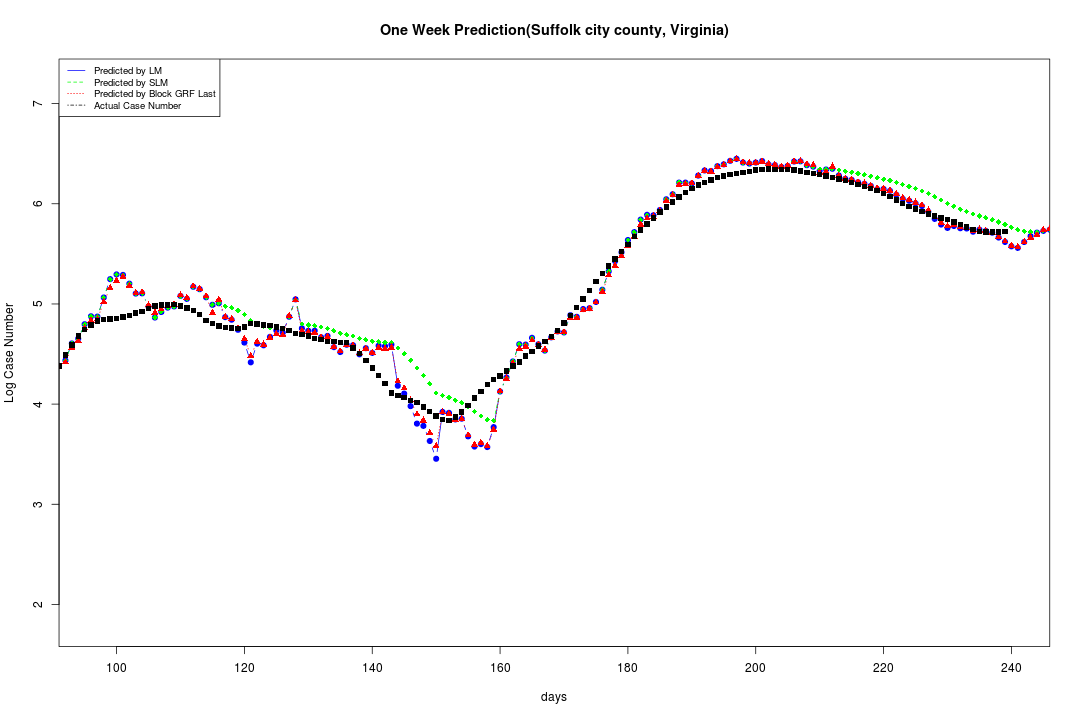 One Week Prediction(Suffolk city county, Virginia)
Predicted by LM
Predicted by SLM
Predicted by Block GRF Last
Actual Case Number
Log Case Number
7
6
5
4
3
2
100 120 140 160 180 200 220 240
days